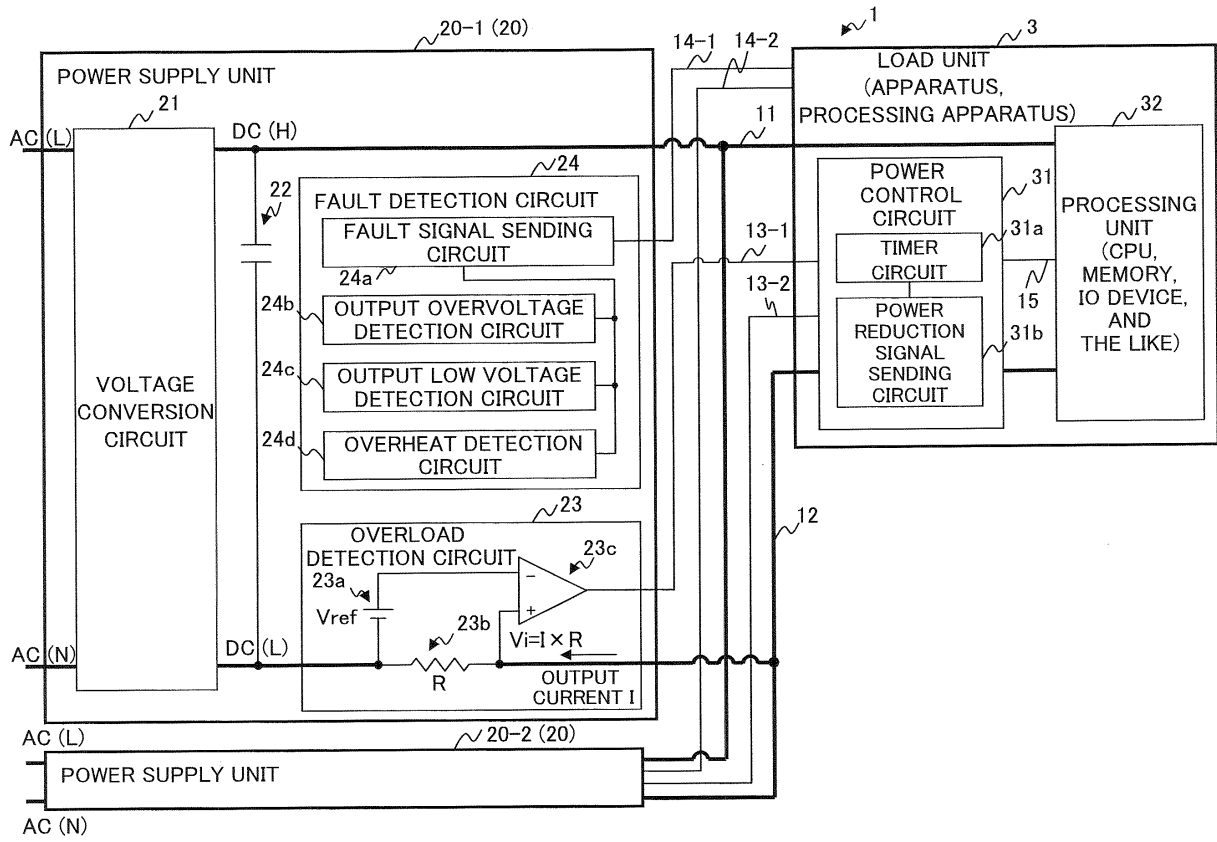 1
20-1 (20)
14-1
14-2
3
POWER SUPPLY UNIT
LOAD UNIT
(APPARATUS,
PROCESSING APPARATUS)
21
AC (L)
DC (H)
11
32
22
24
FAULT DETECTION CIRCUIT
FAULT SIGNAL SENDING
CIRCUIT
24a
24b
OUTPUT OVERVOLTAGE
DETECTION CIRCUIT
24c
OUTPUT LOW VOLTAGE
DETECTION CIRCUIT
24d
OVERHEAT DETECTION
CIRCUIT
VOLTAGE
CONVERSION
CIRCUIT
13-1
13-2
POWER
CONTROL
CIRCUIT
31
TIMER
CIRCUIT
31a
15
POWER
REDUCTION
SIGNAL
SENDING
CIRCUIT
31b
PROCESSING
UNIT
(CPU,
MEMORY,
IO DEVICE,
AND
THE LIKE)
23
OVERLOAD
DETECTION CIRCUIT
23a
Vref
23b
R
23c
−
+
Vi=I×R
OUTPUT
CURRENT I
12
AC (N)
DC (L)
AC (L)
20-2 (20)
POWER SUPPLY UNIT
AC (N)